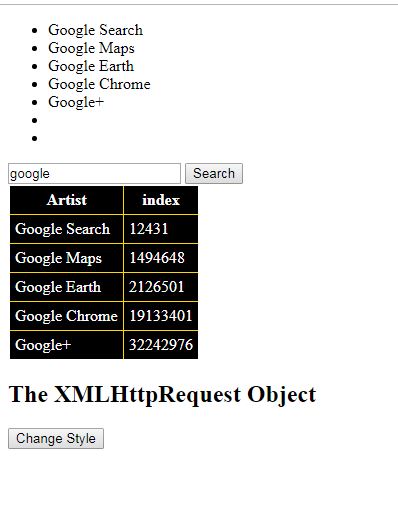 Google Search
Google Maps
Google Earth
Google Chrome
Google+
google Search
Artist index
Google Search 12431
Google Maps 1494648
Google Earth 2126501
Google Chrome 19133401
Google+ 32242976
The XMLHttpRequest Object
Change Style